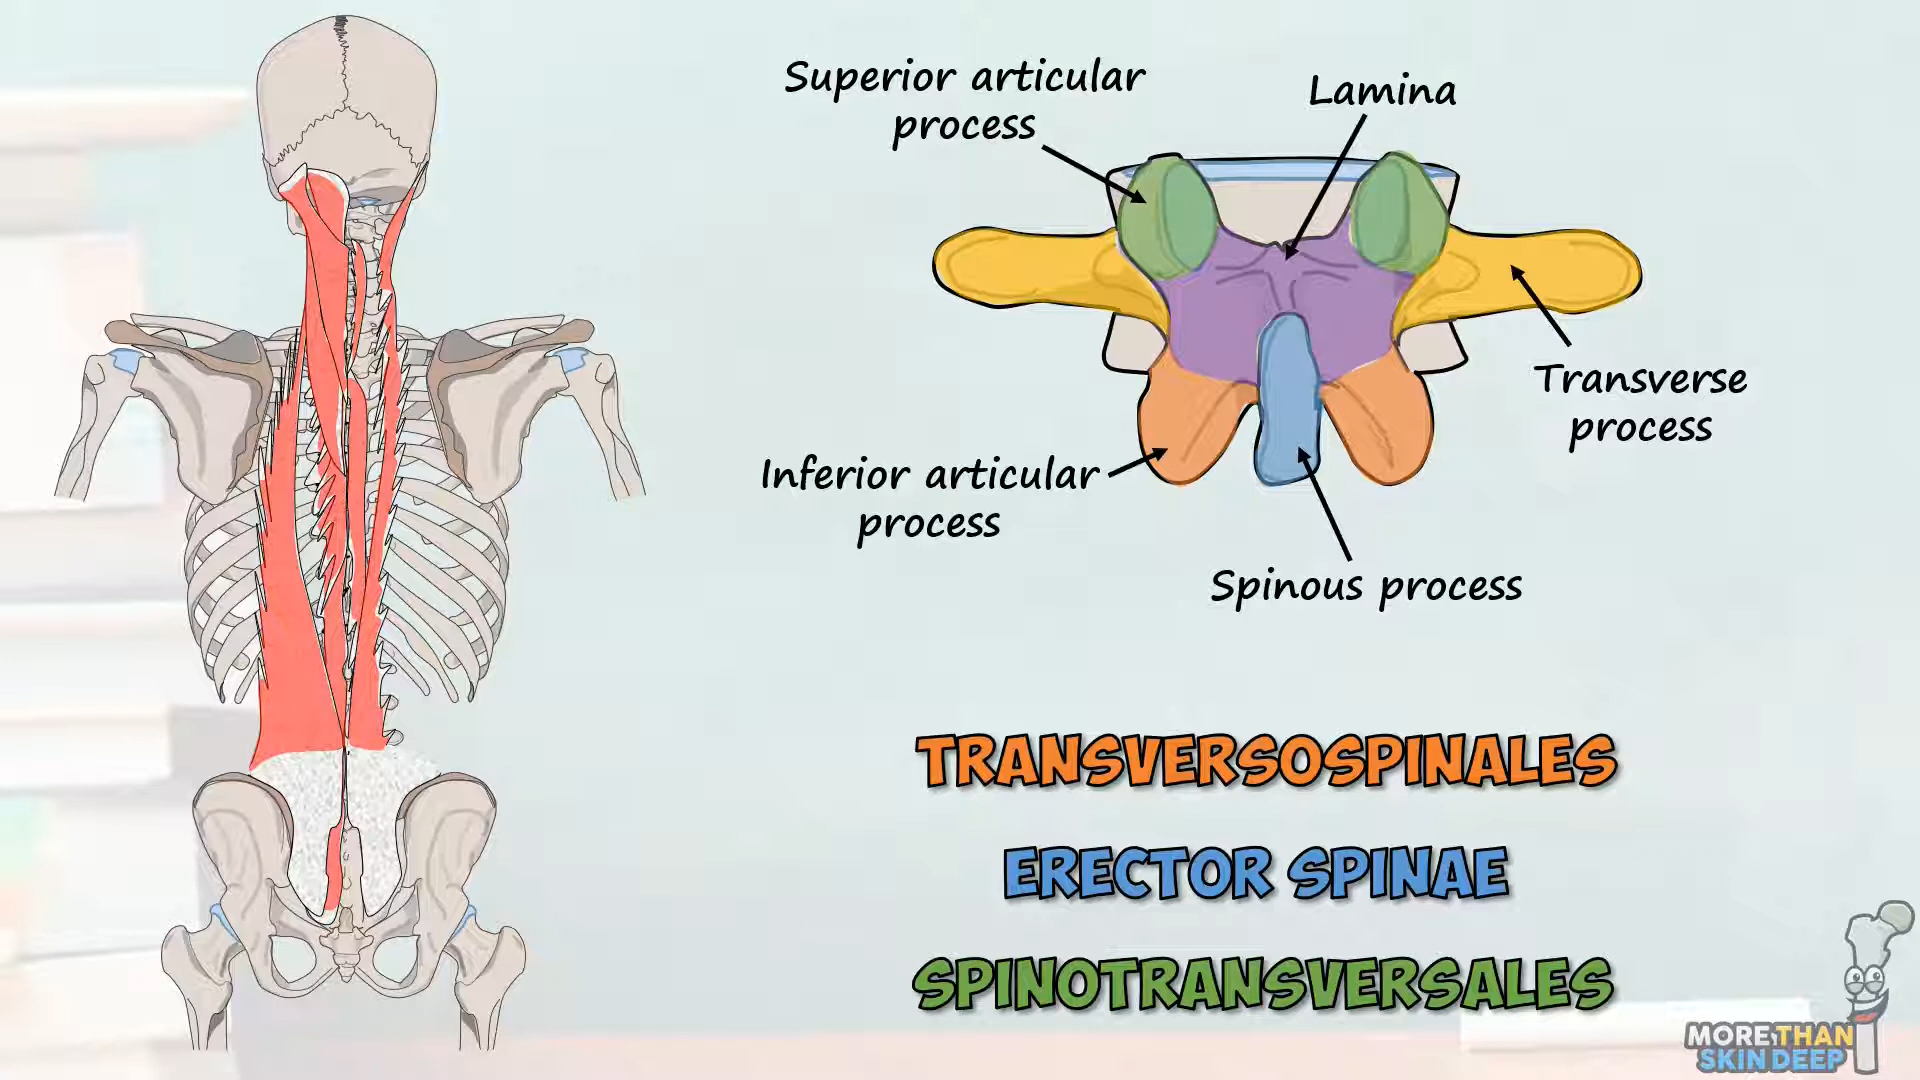 Superior articular
process
Lamina
Transverse
process
Inferior articular
process
Spinous process
TRANSVERSOSPINALES
ERECTOR SPINAE
SPINOTRANSVERSALES
MORE THAN
SKIN DEEP